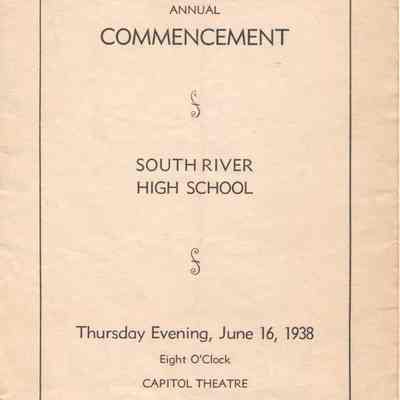 ANNUAL
COMMENCEMENT
SOUTH RIVER
HIGH SCHOOL
Thursday Evening, June 16, 1938
Eight O'Clock
CAPITOL THEATRE